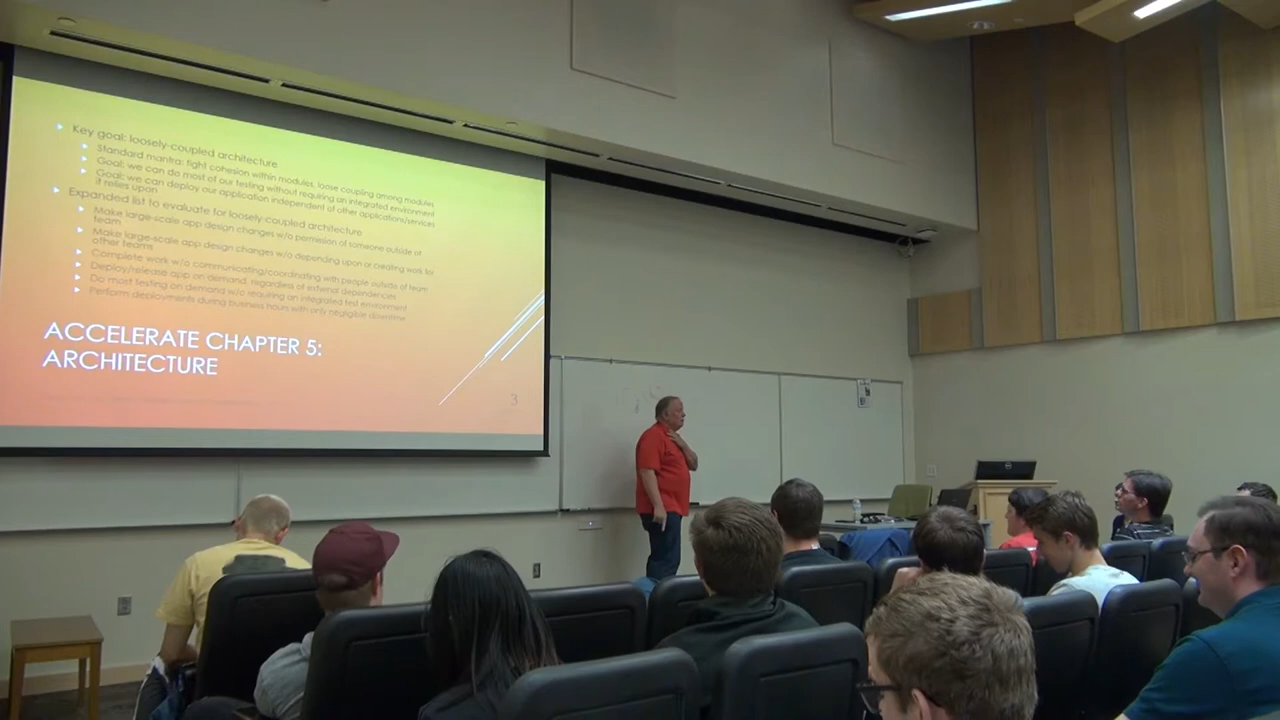 Key goal: loosely-coupled architecture
Standard mantra: tight cohesion within modules, loose coupling among modules
Goal: we can do most of our testing without requiring an integrated environment
Goal: we can deploy our application independent of other applications/services
it relies upon
Expanded list to evaluate for loosely-coupled architecture
Make large-scale app design changes w/o permission of someone outside of
team
Make large-scale app design changes w/o depending upon or creating work for
other teams
Complete work w/o communicating/coordinating with people outside of team
Deploy/release app on demand, regardless of external dependencies
Do most testing on demand w/o requiring an integrated test environment
Perform deployments during business hours with only negligible downtime
ACCELERATE CHAPTER 5:
ARCHITECTURE
3